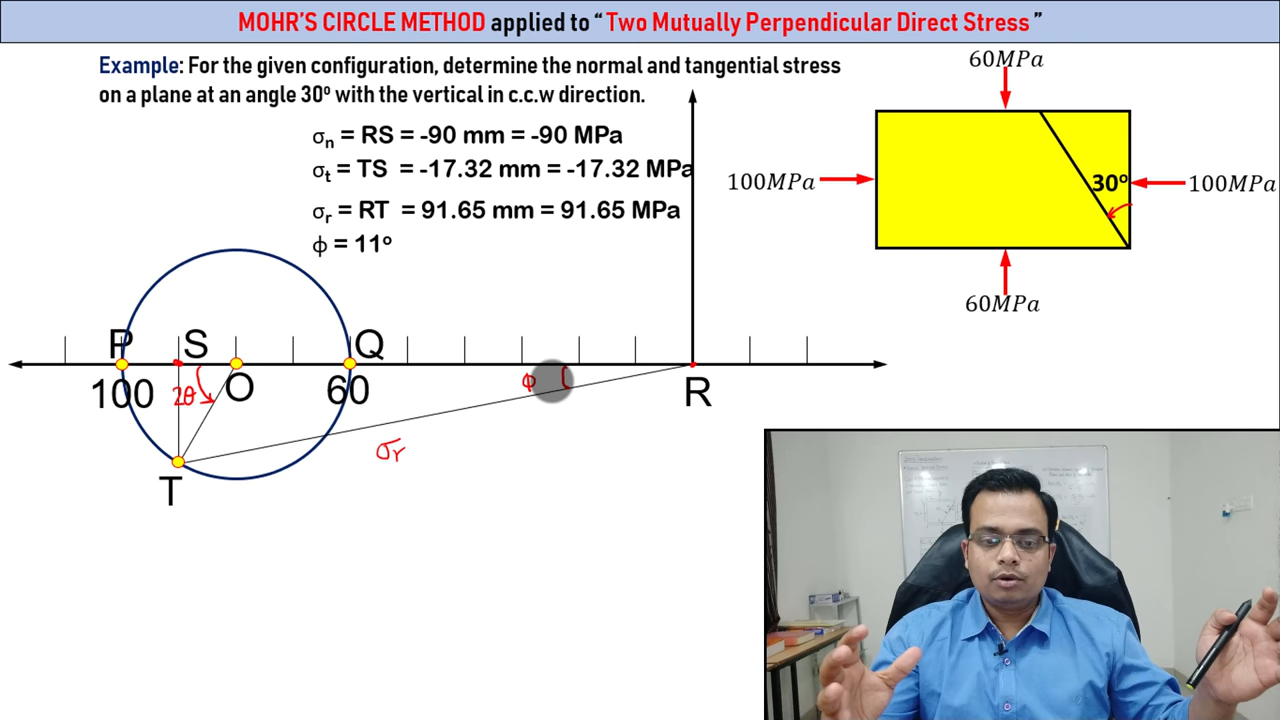 MOHR'S CIRCLE METHOD applied to “ Two Mutually Perpendicular Direct Stress ”
Example: For the given configuration, determine the normal and tangential stress
on a plane at an angle 30⁰ with the vertical in c.c.w direction.
σn = RS = -90 mm = -90 MPa
σt = TS = -17.32 mm = -17.32 MPa
σr = RT = 91.65 mm = 91.65 MPa
ϕ = 11⁰
60MPa
100MPa
30⁰
100MPa
60MPa
P S Q
100 2θ O 60 ϕ R
σr
T